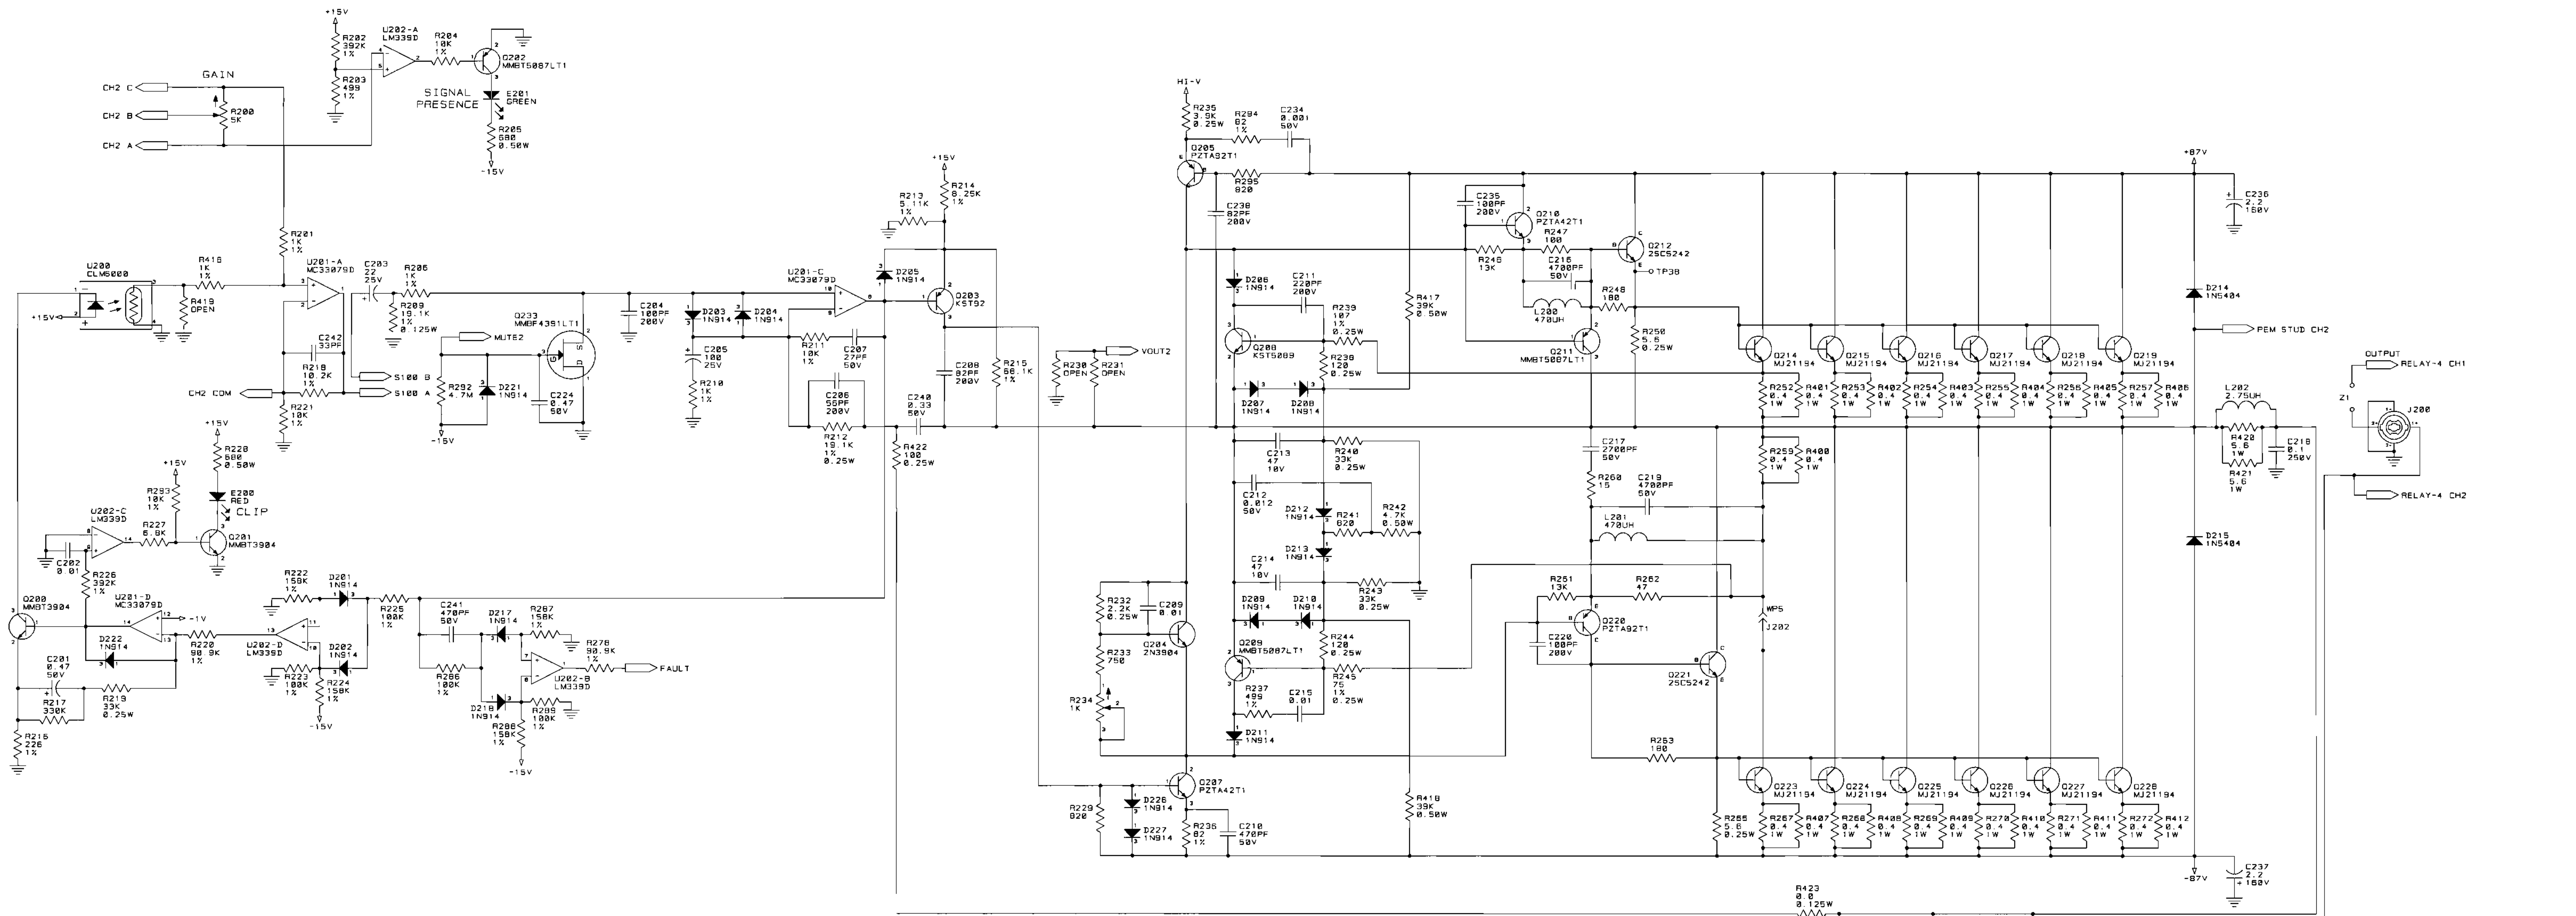 +15V
R202
392K
1%
U202-A
LM339D
R204
10K
1%
Q202
MMBT5087LT1
R203
499
1%
SIGNAL
PRESENCE
E201
GREEN
R205
680
0.50W
-15V
GAIN
CH2 C
CH2 B
CH2 A
R200
5K
R201
1K
1%
U200
CLM6000
+15V
R416
1K
1%
R419
OPEN
U201-A
MC33079D
C203
22
25V
R206
1K
1%
R209
19.1K
1%
0.125W
C242
33PF
R218
10.2K
1%
CH2 COM
S100 B
S100 A
R221
10K
1%
MUTE2
Q233
MMBF4391LT1
R292
4.7M
D221
1N914
C224
0.47
50V
-15V
C204
100PF
200V
D203
1N914
D204
1N914
C205
100
25V
R210
1K
1%
U201-C
MC33079D
D205
1N914
R213
5.11K
1%
+15V
R214
8.25K
1%
Q203
KST92
R211
10K
1%
C207
27PF
50V
C206
56PF
200V
R212
19.1K
1%
0.25W
C208
82PF
200V
R215
68.1K
1%
C240
0.33
50V
R422
100
0.25W
R230
OPEN
R231
OPEN
VOUT2
+15V
R228
680
0.50W
+15V
R293
10K
1%
E200
RED
CLIP
U202-C
LM339D
R227
6.8K
Q201
MMBT3904
C202
0.01
R226
392K
1%
Q200
MMBT3904
U201-D
MC33079D
-1V
D222
1N914
R220
90.9K
1%
C201
0.47
50V
R217
330K
R219
33K
0.25W
R216
226
1%
R222
158K
1%
D201
1N914
U202-D
LM339D
D202
1N914
R223
100K
1%
R224
158K
1%
-15V
R225
100K
1%
C241
470PF
50V
D217
1N914
R287
158K
1%
R286
100K
1%
D218
1N914
U202-B
LM339D
R278
90.9K
1%
FAULT
R289
100K
1%
R288
158K
1%
-15V
HI-V
R235
3.9K
0.25W
R294
82
1%
C234
0.001
50V
Q205
PZTA92T1
R295
820
C238
82PF
200V
D206
1N914
C211
220PF
200V
Q208
KST5089
R239
107
1%
0.25W
R238
120
0.25W
R417
39K
0.50W
D207
1N914
D208
1N914
C213
47
10V
R240
33K
0.25W
C212
0.012
50V
D212
1N914
R241
820
R242
4.7K
0.50W
D213
1N914
C214
47
10V
R243
33K
0.25W
D209
1N914
D210
1N914
Q209
MMBT5087LT1
R244
120
0.25W
R245
75
1%
0.25W
R237
499
1%
C215
0.01
D211
1N914
R232
2.2K
0.25W
C209
0.01
Q204
2N3904
R233
750
R234
1K
Q207
PZTA42T1
R229
820
D226
1N914
D227
1N914
R236
82
1%
C210
470PF
50V
R418
39K
0.50W
C235
100PF
200V
Q210
PZTA42T1
R247
100
R246
13K
Q212
2SC5242
TP38
C216
4700PF
50V
L200
470UH
R248
180
Q211
MMBT5087LT1
R250
5.6
0.25W
C217
2700PF
50V
R260
15
C219
4700PF
50V
L201
470UH
R261
13K
R262
47
Q220
PZTA92T1
C220
100PF
200V
Q221
2SC5242
R263
180
R265
5.6
0.25W
WP5
J202
Q214
MJ21194
Q215
MJ21194
Q216
MJ21194
Q217
MJ21194
Q218
MJ21194
Q219
MJ21194
R252
0.4
1W
R401
0.4
1W
R253
0.4
1W
R402
0.4
1W
R254
0.4
1W
R403
0.4
1W
R255
0.4
1W
R404
0.4
1W
R256
0.4
1W
R405
0.4
1W
R257
0.4
1W
R406
0.4
1W
R259
0.4
1W
R400
0.4
1W
Q223
MJ21194
Q224
MJ21194
Q225
MJ21194
Q226
MJ21194
Q227
MJ21194
Q228
MJ21194
R267
0.4
1W
R407
0.4
1W
R268
0.4
1W
R408
0.4
1W
R269
0.4
1W
R409
0.4
1W
R270
0.4
1W
R410
0.4
1W
R271
0.4
1W
R411
0.4
1W
R272
0.4
1W
R412
0.4
1W
+87V
C236
2.2
160V
D214
1N5404
PEM STUD CH2
D215
1N5404
-87V
C237
2.2
160V
OUTPUT
RELAY-4 CH1
Z1
J200
L202
2.75UH
R420
5.6
1W
R421
5.6
1W
C218
0.1
250V
RELAY-4 CH2
R423
0.0
0.125W